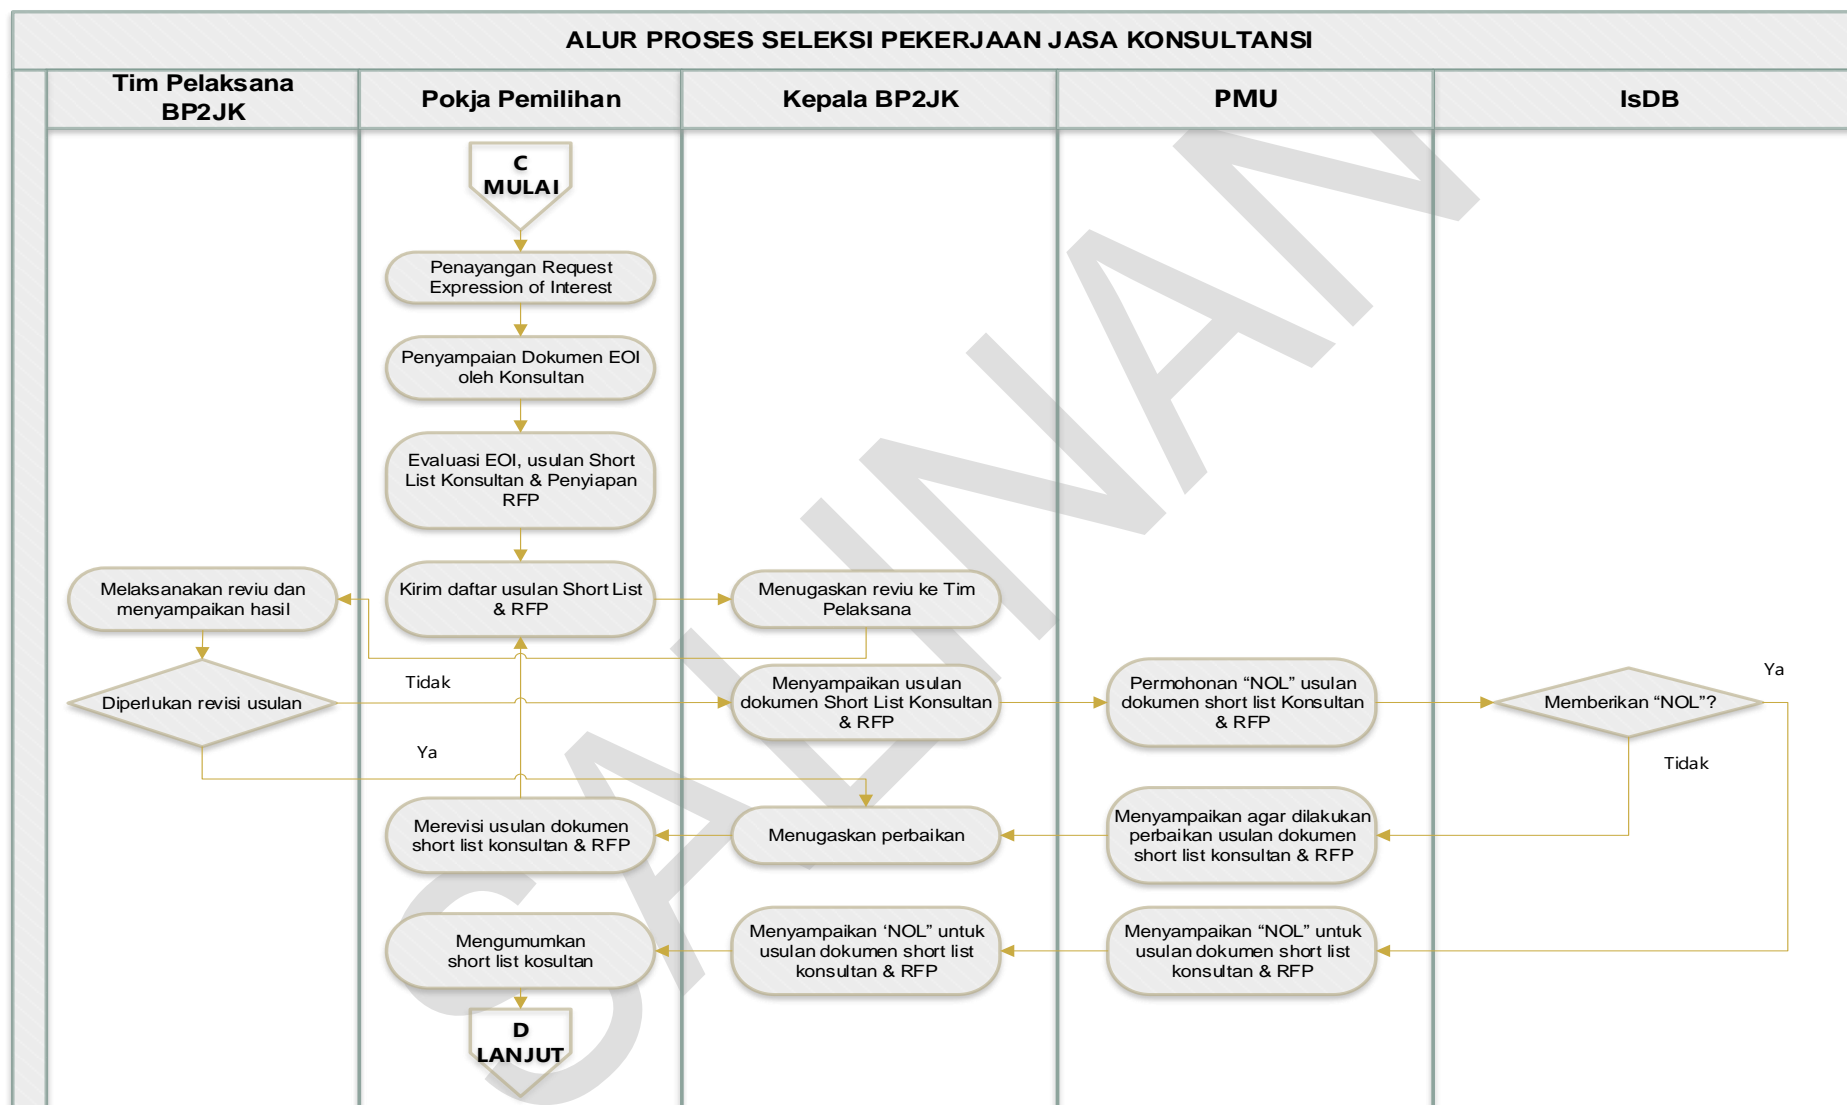 ALUR PROSES SELEKSI PEKERJAAN JASA KONSULTANSI
Tim Pelaksana
BP2JK
Pokja Pemilihan
Kepala BP2JK
PMU
IsDB
C
MULAI
Penayangan Request
Expression of Interest
Penyampaian Dokumen EOI
oleh Konsultan
Evaluasi EOI, usulan Short
List Konsultan & Penyiapan
RFP
Melaksanakan reviu dan
menyampaikan hasil
Kirim daftar usulan Short List
& RFP
Menugaskan reviu ke Tim
Pelaksana
Diperlukan revisi usulan
Tidak
Menyampaikan usulan
dokumen Short List Konsultan
& RFP
Permohonan “NOL” usulan
dokumen short list Konsultan
& RFP
Memberikan “NOL”?
Ya
Ya
Tidak
Merevisi usulan dokumen
short list konsultan & RFP
Menugaskan perbaikan
Menyampaikan agar dilakukan
perbaikan usulan dokumen
short list konsultan & RFP
Mengumumkan
short list kosultan
Menyampaikan ‘NOL” untuk
usulan dokumen short list
konsultan & RFP
Menyampaikan “NOL” untuk
usulan dokumen short list
konsultan & RFP
D
LANJUT
SALINAN